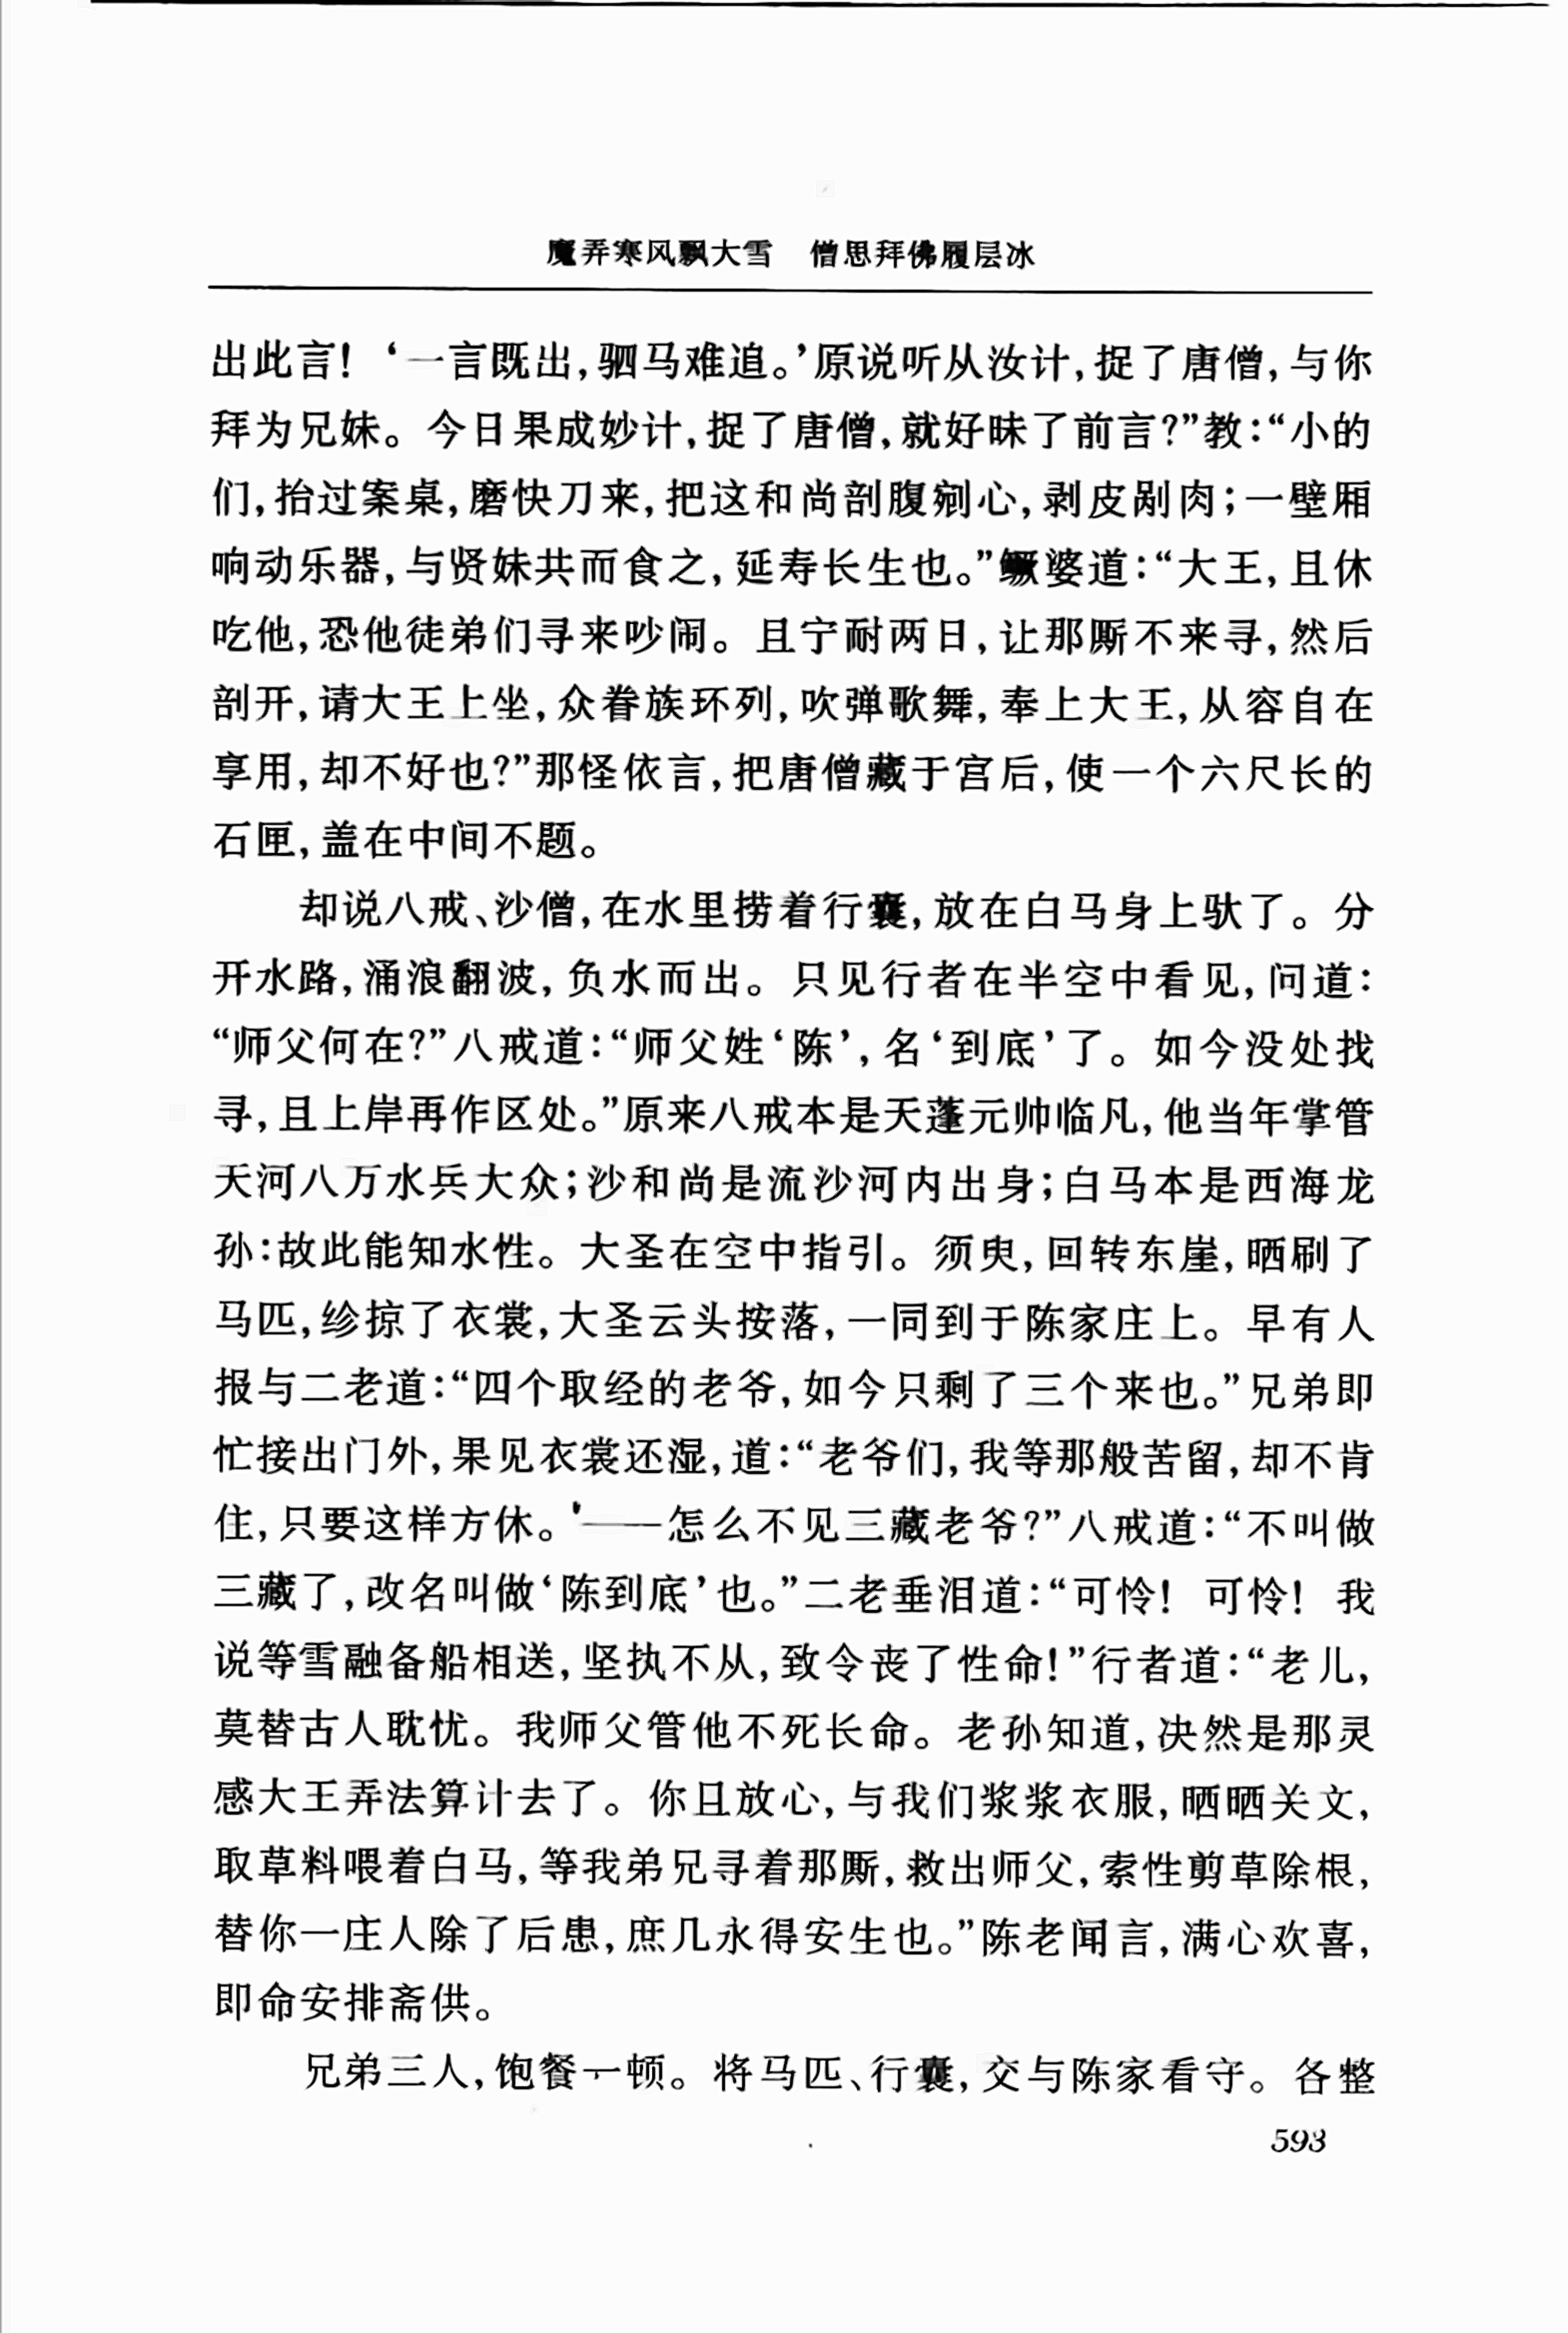 魔弄寒风飘大雪　僧思拜佛履层冰
出此言！‘一言既出，驷马难追。’原说听从汝计，捉了唐僧，与你
拜为兄妹。今日果成妙计，捉了唐僧，就好昧了前言？”教：“小的
们，抬过案桌，磨快刀来，把这和尚剖腹剜心，剥皮剐肉；一壁厢
响动乐器，与贤妹共而食之，延寿长生也。”鳜婆道：“大王，且休
吃他，恐他徒弟们寻来吵闹。且宁耐两日，让那厮不来寻，然后
剖开，请大王上坐，众眷族环列，吹弹歌舞，奉上大王，从容自在
享用，却不好也？”那怪依言，把唐僧藏于宫后，使一个六尺长的
石匣，盖在中间不题。
却说八戒、沙僧，在水里捞着行囊，放在白马身上驮了。分
开水路，涌浪翻波，负水而出。只见行者在半空中看见，问道：
“师父何在？”八戒道：“师父姓‘陈’，名‘到底’了。如今没处找
寻，且上岸再作区处。”原来八戒本是天蓬元帅临凡，他当年掌管
天河八万水兵大众；沙和尚是流沙河内出身；白马本是西海龙
孙：故此能知水性。大圣在空中指引。须臾，回转东崖，晒刷了
马匹，纱掠了衣裳，大圣云头按落，一同到于陈家庄上。早有人
报与二老道：“四个取经的老爷，如今只剩了三个来也。”兄弟即
忙接出门外，果见衣裳还湿，道：“老爷们，我等那般苦留，却不肯
住，只要这样方休。——怎么不见三藏老爷？”八戒道：“不叫做
三藏了，改名叫做‘陈到底’也。”二老垂泪道：“可怜！可怜！我
说等雪融备船相送，坚执不从，致令丧了性命！”行者道：“老儿，
莫替古人耽忧。我师父管他不死长命。老孙知道，决然是那灵
感大王弄法算计去了。你且放心，与我们浆浆衣服，晒晒关文，
取草料喂着白马，等我弟兄寻着那厮，救出师父，索性剪草除根，
替你一庄人除了后患，庶几永得安生也。”陈老闻言，满心欢喜，
即命安排斋供。
兄弟三人，饱餐一顿。将马匹、行囊，交与陈家看守。各整
593